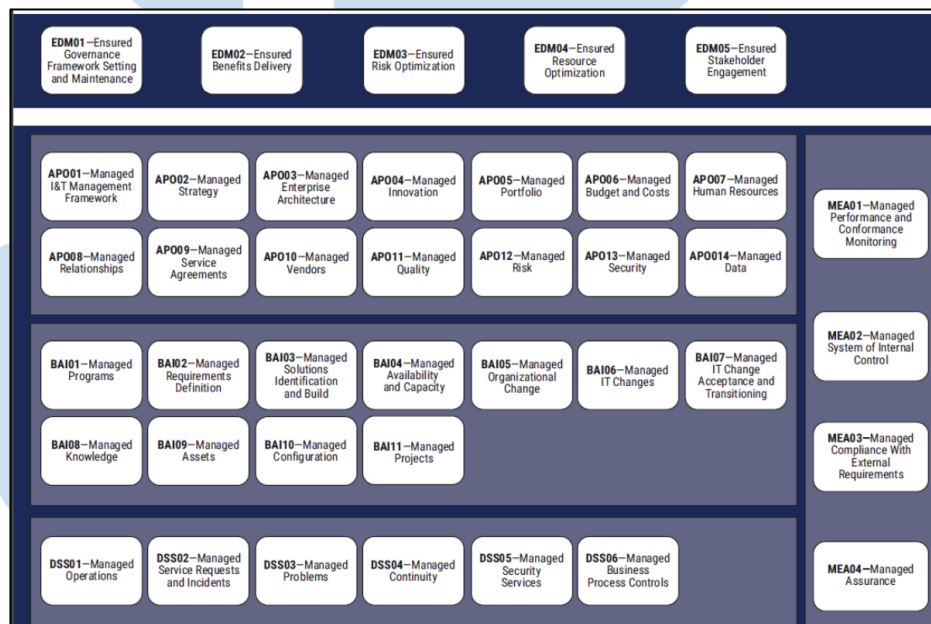 EDM01—Ensured
Governance
Framework Setting
and Maintenance
EDM02—Ensured
Benefits Delivery
EDM03—Ensured
Risk Optimization
EDM04—Ensured
Resource
Optimization
EDM05—Ensured
Stakeholder
Engagement
APO01—Managed
I&T Management
Framework
APO02—Managed
Strategy
APO03—Managed
Enterprise
Architecture
APO04—Managed
Innovation
APO05—Managed
Portfolio
APO06—Managed
Budget and Costs
APO07—Managed
Human Resources
APO08—Managed
Relationships
APO09—Managed
Service
Agreements
APO10—Managed
Vendors
APO11—Managed
Quality
APO12—Managed
Risk
APO13—Managed
Security
APO014—Managed
Data
BAI01—Managed
Programs
BAI02—Managed
Requirements
Definition
BAI03—Managed
Solutions
Identification
and Build
BAI04—Managed
Availability
and Capacity
BAI05—Managed
Organizational
Change
BAI06—Managed
IT Changes
BAI07—Managed
IT Change
Acceptance and
Transitioning
BAI08—Managed
Knowledge
BAI09—Managed
Assets
BAI10—Managed
Configuration
BAI11—Managed
Projects
DSS01—Managed
Operations
DSS02—Managed
Service Requests
and Incidents
DSS03—Managed
Problems
DSS04—Managed
Continuity
DSS05—Managed
Security
Services
DSS06—Managed
Business
Process Controls
MEA01—Managed
Performance and
Conformance
Monitoring
MEA02—Managed
System of Internal
Control
MEA03—Managed
Compliance With
External
Requirements
MEA04—Managed
Assurance